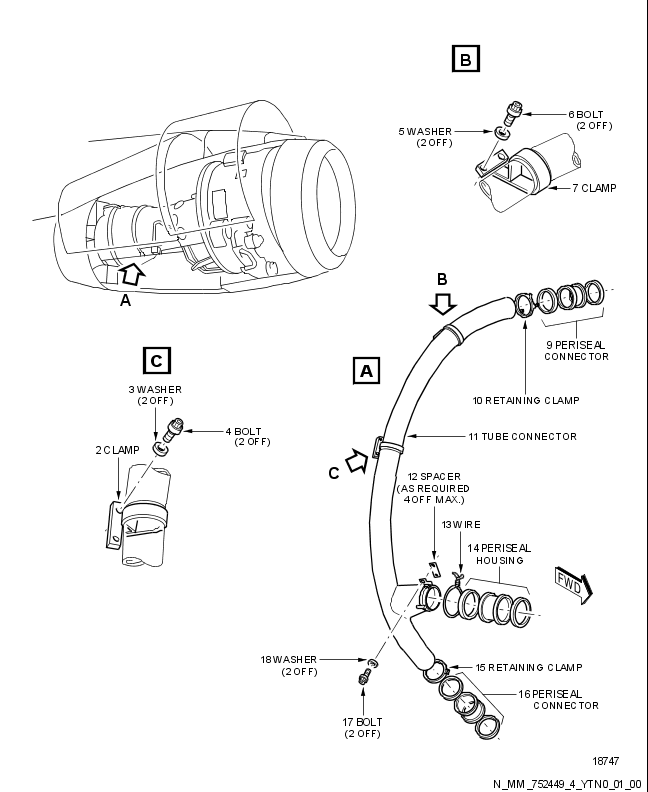 B
6 BOLT
(2 OFF)
5 WASHER
(2 OFF)
7 CLAMP
A
B
9 PERISEAL
CONNECTOR
C
A
3 WASHER
(2 OFF)
10 RETAINING CLAMP
4 BOLT
(2 OFF)
11 TUBE CONNECTOR
2 CLAMP
C
12 SPACER
(AS REQUIRED
4 OFF MAX.)
13 WIRE
14 PERISEAL
HOUSING
FWD
18 WASHER
(2 OFF)
15 RETAINING CLAMP
16 PERISEAL
CONNECTOR
17 BOLT
(2 OFF)
18747
N_MM_752449_4_YTN0_01_00